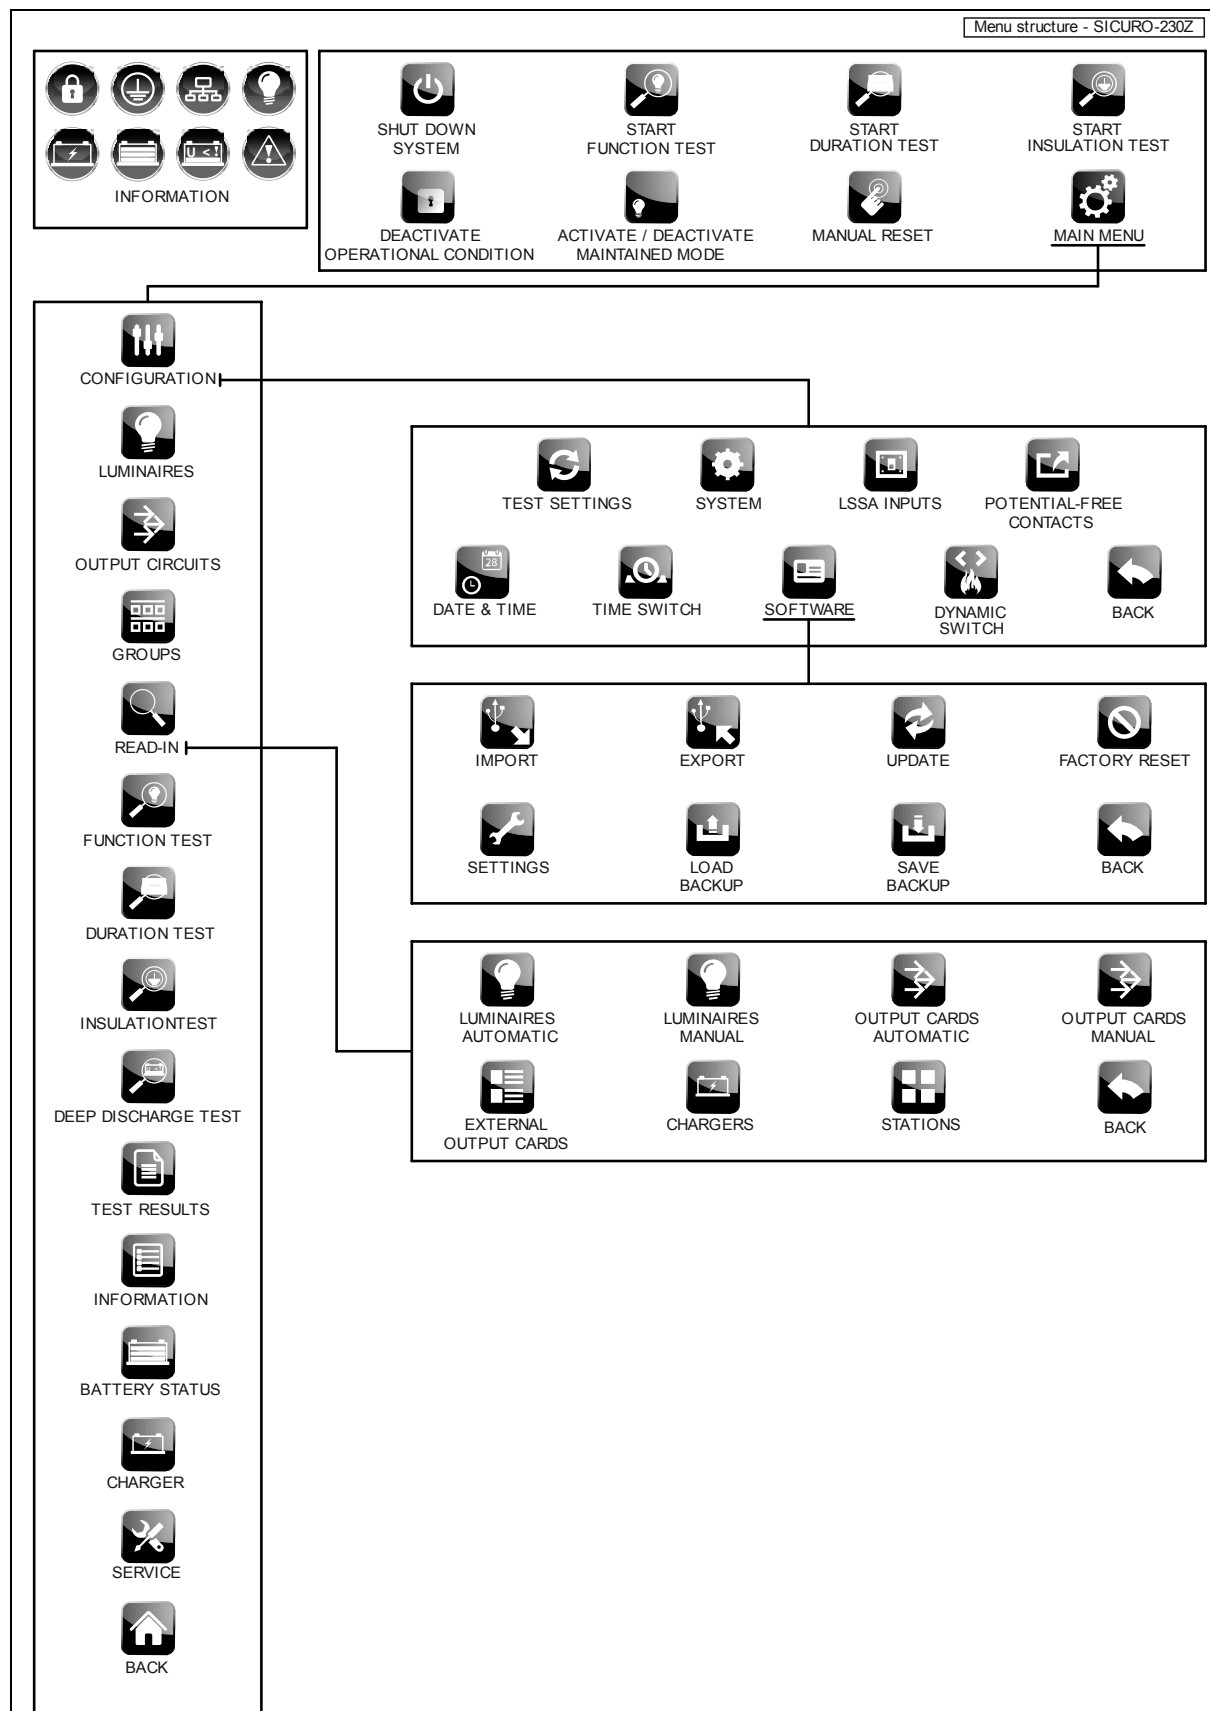 Menu structure - SICURO-230Z
U <!
INFORMATION
SHUT DOWN
SYSTEM
START
FUNCTION TEST
START
DURATION TEST
START
INSULATION TEST
DEACTIVATE
OPERATIONAL CONDITION
ACTIVATE / DEACTIVATE
MAINTAINED MODE
MANUAL RESET
MAIN MENU
CONFIGURATION
LUMINAIRES
OUTPUT CIRCUITS
GROUPS
READ-IN
FUNCTION TEST
DURATION TEST
INSULATIONTEST
DEEP DISCHARGE TEST
TEST RESULTS
INFORMATION
BATTERY STATUS
CHARGER
SERVICE
BACK
TEST SETTINGS
SYSTEM
LSSA INPUTS
POTENTIAL-FREE
CONTACTS
28
DATE & TIME
TIME SWITCH
SOFTWARE
DYNAMIC
SWITCH
BACK
IMPORT
EXPORT
UPDATE
FACTORY RESET
SETTINGS
LOAD
BACKUP
SAVE
BACKUP
BACK
LUMINAIRES
AUTOMATIC
LUMINAIRES
MANUAL
OUTPUT CARDS
AUTOMATIC
OUTPUT CARDS
MANUAL
EXTERNAL
OUTPUT CARDS
CHARGERS
STATIONS
BACK